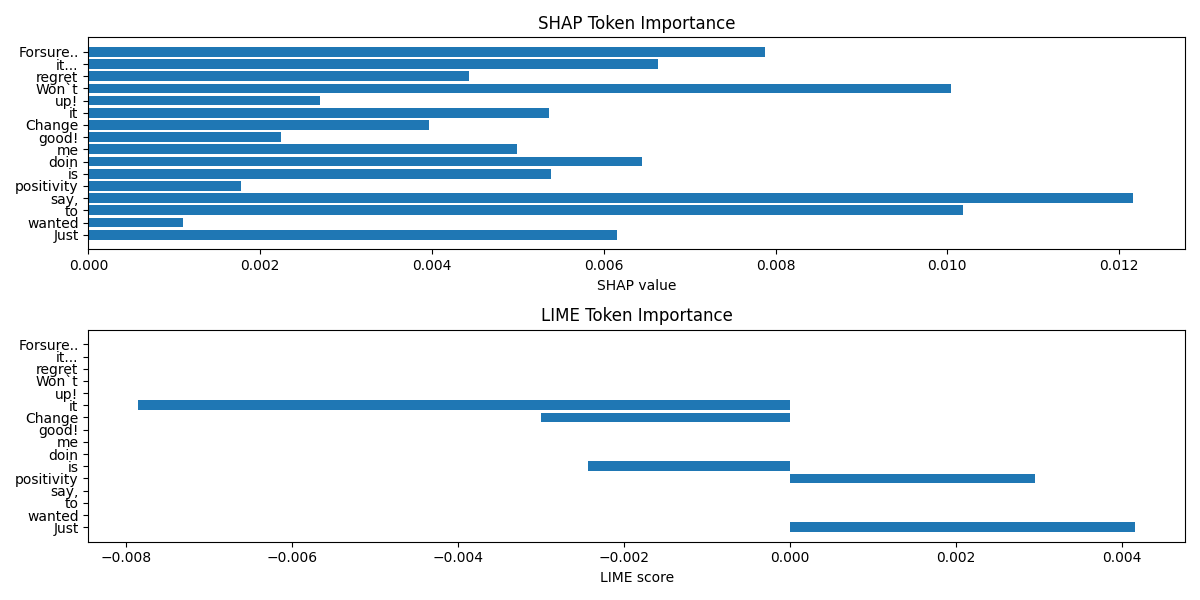 SHAP Token Importance
Forsure..
it...
regret
Won`t
up!
it
Change
good!
me
doin
is
positivity
say,
to
wanted
Just
0.000 0.002 0.004 0.006 0.008 0.010 0.012
SHAP value
LIME Token Importance
Forsure..
it...
regret
Won`t
up!
it
Change
good!
me
doin
is
positivity
say,
to
wanted
Just
−0.008 −0.006 −0.004 −0.002 0.000 0.002 0.004
LIME score